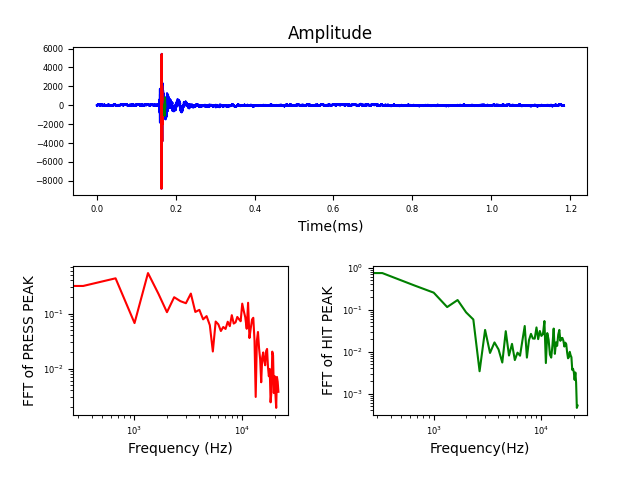 Amplitude
6000
4000
2000
0
−2000
−4000
−6000
−8000
0.0 0.2 0.4 0.6 0.8 1.0 1.2
Time(ms)
FFT of PRESS PEAK
10⁻¹
10⁻²
10³ 10⁴
Frequency (Hz)
FFT of HIT PEAK
10⁰
10⁻¹
10⁻²
10⁻³
10³ 10⁴
Frequency(Hz)